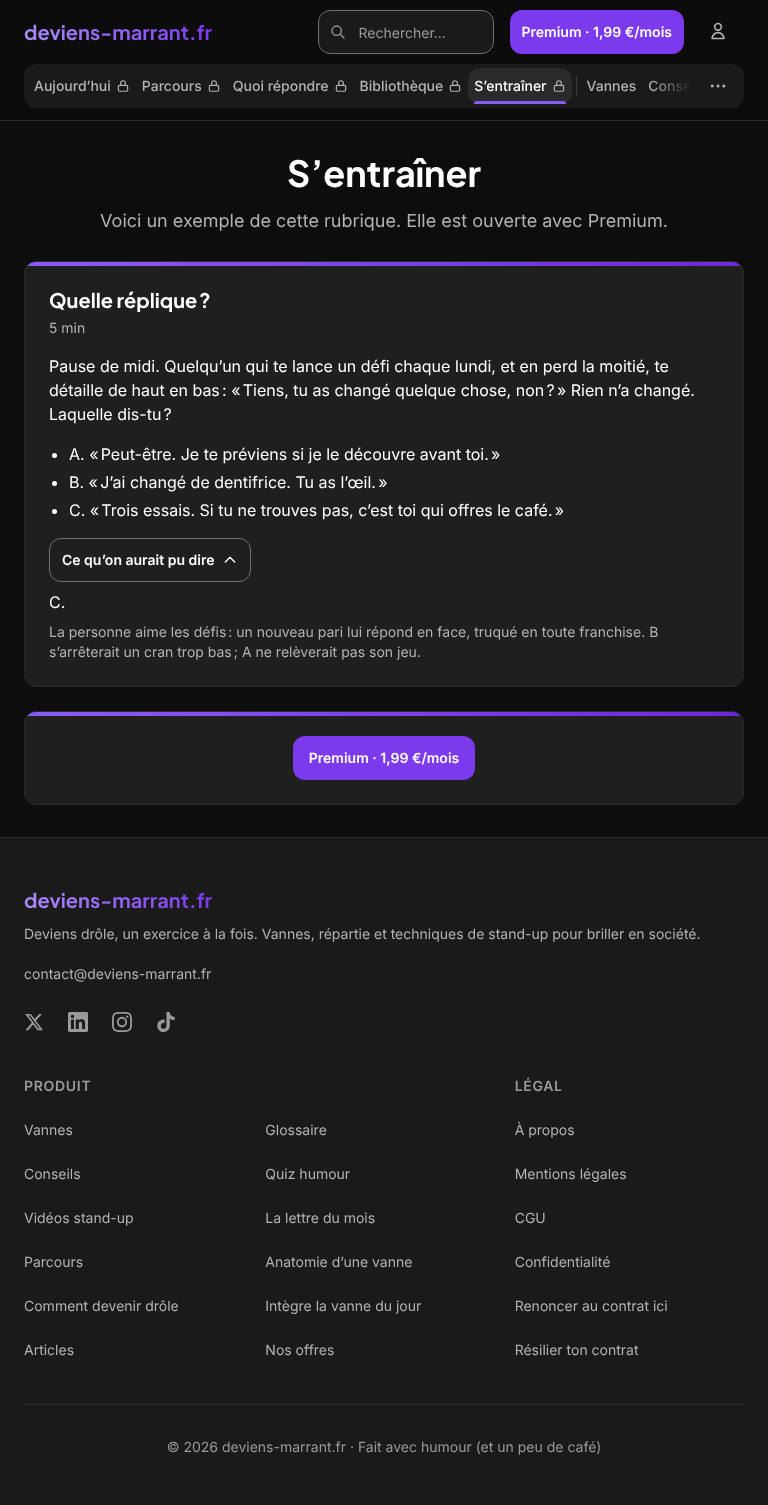 deviens-marrant.fr
Rechercher...
Premium · 1,99 €/mois
Aujourd’hui
Parcours
Quoi répondre
Bibliothèque
S’entraîner
Vannes
Conse
S’entraîner
Voici un exemple de cette rubrique. Elle est ouverte avec Premium.
Quelle réplique ?
5 min
Pause de midi. Quelqu’un qui te lance un défi chaque lundi, et en perd la moitié, te
détaille de haut en bas : « Tiens, tu as changé quelque chose, non ? » Rien n’a changé.
Laquelle dis-tu ?
• A. « Peut-être. Je te préviens si je le découvre avant toi. »
• B. « J’ai changé de dentifrice. Tu as l’œil. »
• C. « Trois essais. Si tu ne trouves pas, c’est toi qui offres le café. »
Ce qu’on aurait pu dire
C.
La personne aime les défis : un nouveau pari lui répond en face, truqué en toute franchise. B
s’arrêterait un cran trop bas ; A ne relèverait pas son jeu.
Premium · 1,99 €/mois
deviens-marrant.fr
Deviens drôle, un exercice à la fois. Vannes, répartie et techniques de stand-up pour briller en société.
contact@deviens-marrant.fr
PRODUIT
Vannes
Conseils
Vidéos stand-up
Parcours
Comment devenir drôle
Articles
Glossaire
Quiz humour
La lettre du mois
Anatomie d’une vanne
Intègre la vanne du jour
Nos offres
LÉGAL
À propos
Mentions légales
CGU
Confidentialité
Renoncer au contrat ici
Résilier ton contrat
© 2026 deviens-marrant.fr · Fait avec humour (et un peu de café)